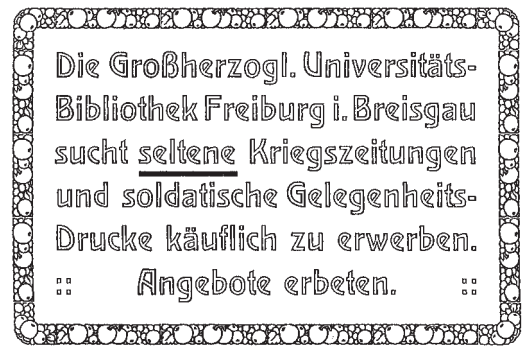 Die Großherzogl. Universitäts-
Bibliothek Freiburg i. Breisgau
sucht seltene Kriegszeitungen
und soldatische Gelegenheits-
Drucke käuflich zu erwerben.
:: Angebote erbeten. ::